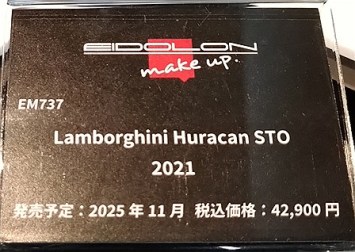 EIDOLON
make up.
EM737
Lamborghini Huracan STO
2021
発売予定：2025年11月 税込価格：42,900円